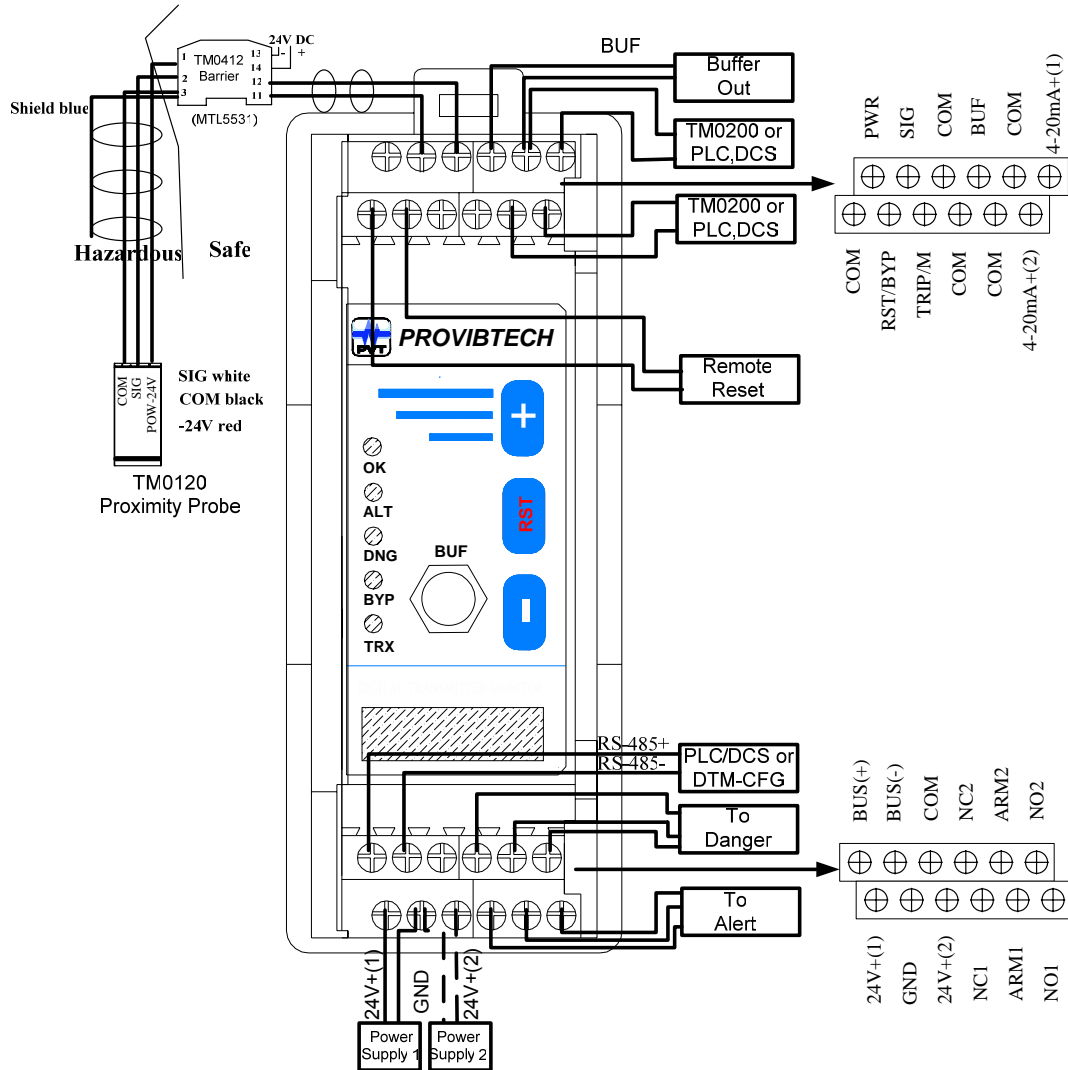 24V DC
- +
1
2
3
TM0412
Barrier
13
14
12
11
(MTL5531)
Shield blue
Hazardous
Safe
BUF
Buffer
Out
TM0200 or
PLC,DCS
TM0200 or
PLC,DCS
PWR
SIG
COM
BUF
COM
4-20mA+(1)
COM
RST/BYP
TRIP/M
COM
COM
4-20mA+(2)
PVT
PROVIBTECH
Remote
Reset
COM
SIG
POW-24V
SIG white
COM black
-24V red
TM0120
Proximity Probe
+
RST
-
OK
ALT
DNG
BYP
TRX
BUF
RS-485+
RS-485-
PLC/DCS or
DTM-CFG
To
Danger
To
Alert
BUS(+)
BUS(-)
COM
NC2
ARM2
NO2
24V+(1)
GND
24V+(2)
NC1
ARM1
NO1
24V+(1)
GND
24V+(2)
Power
Supply 1
Power
Supply 2